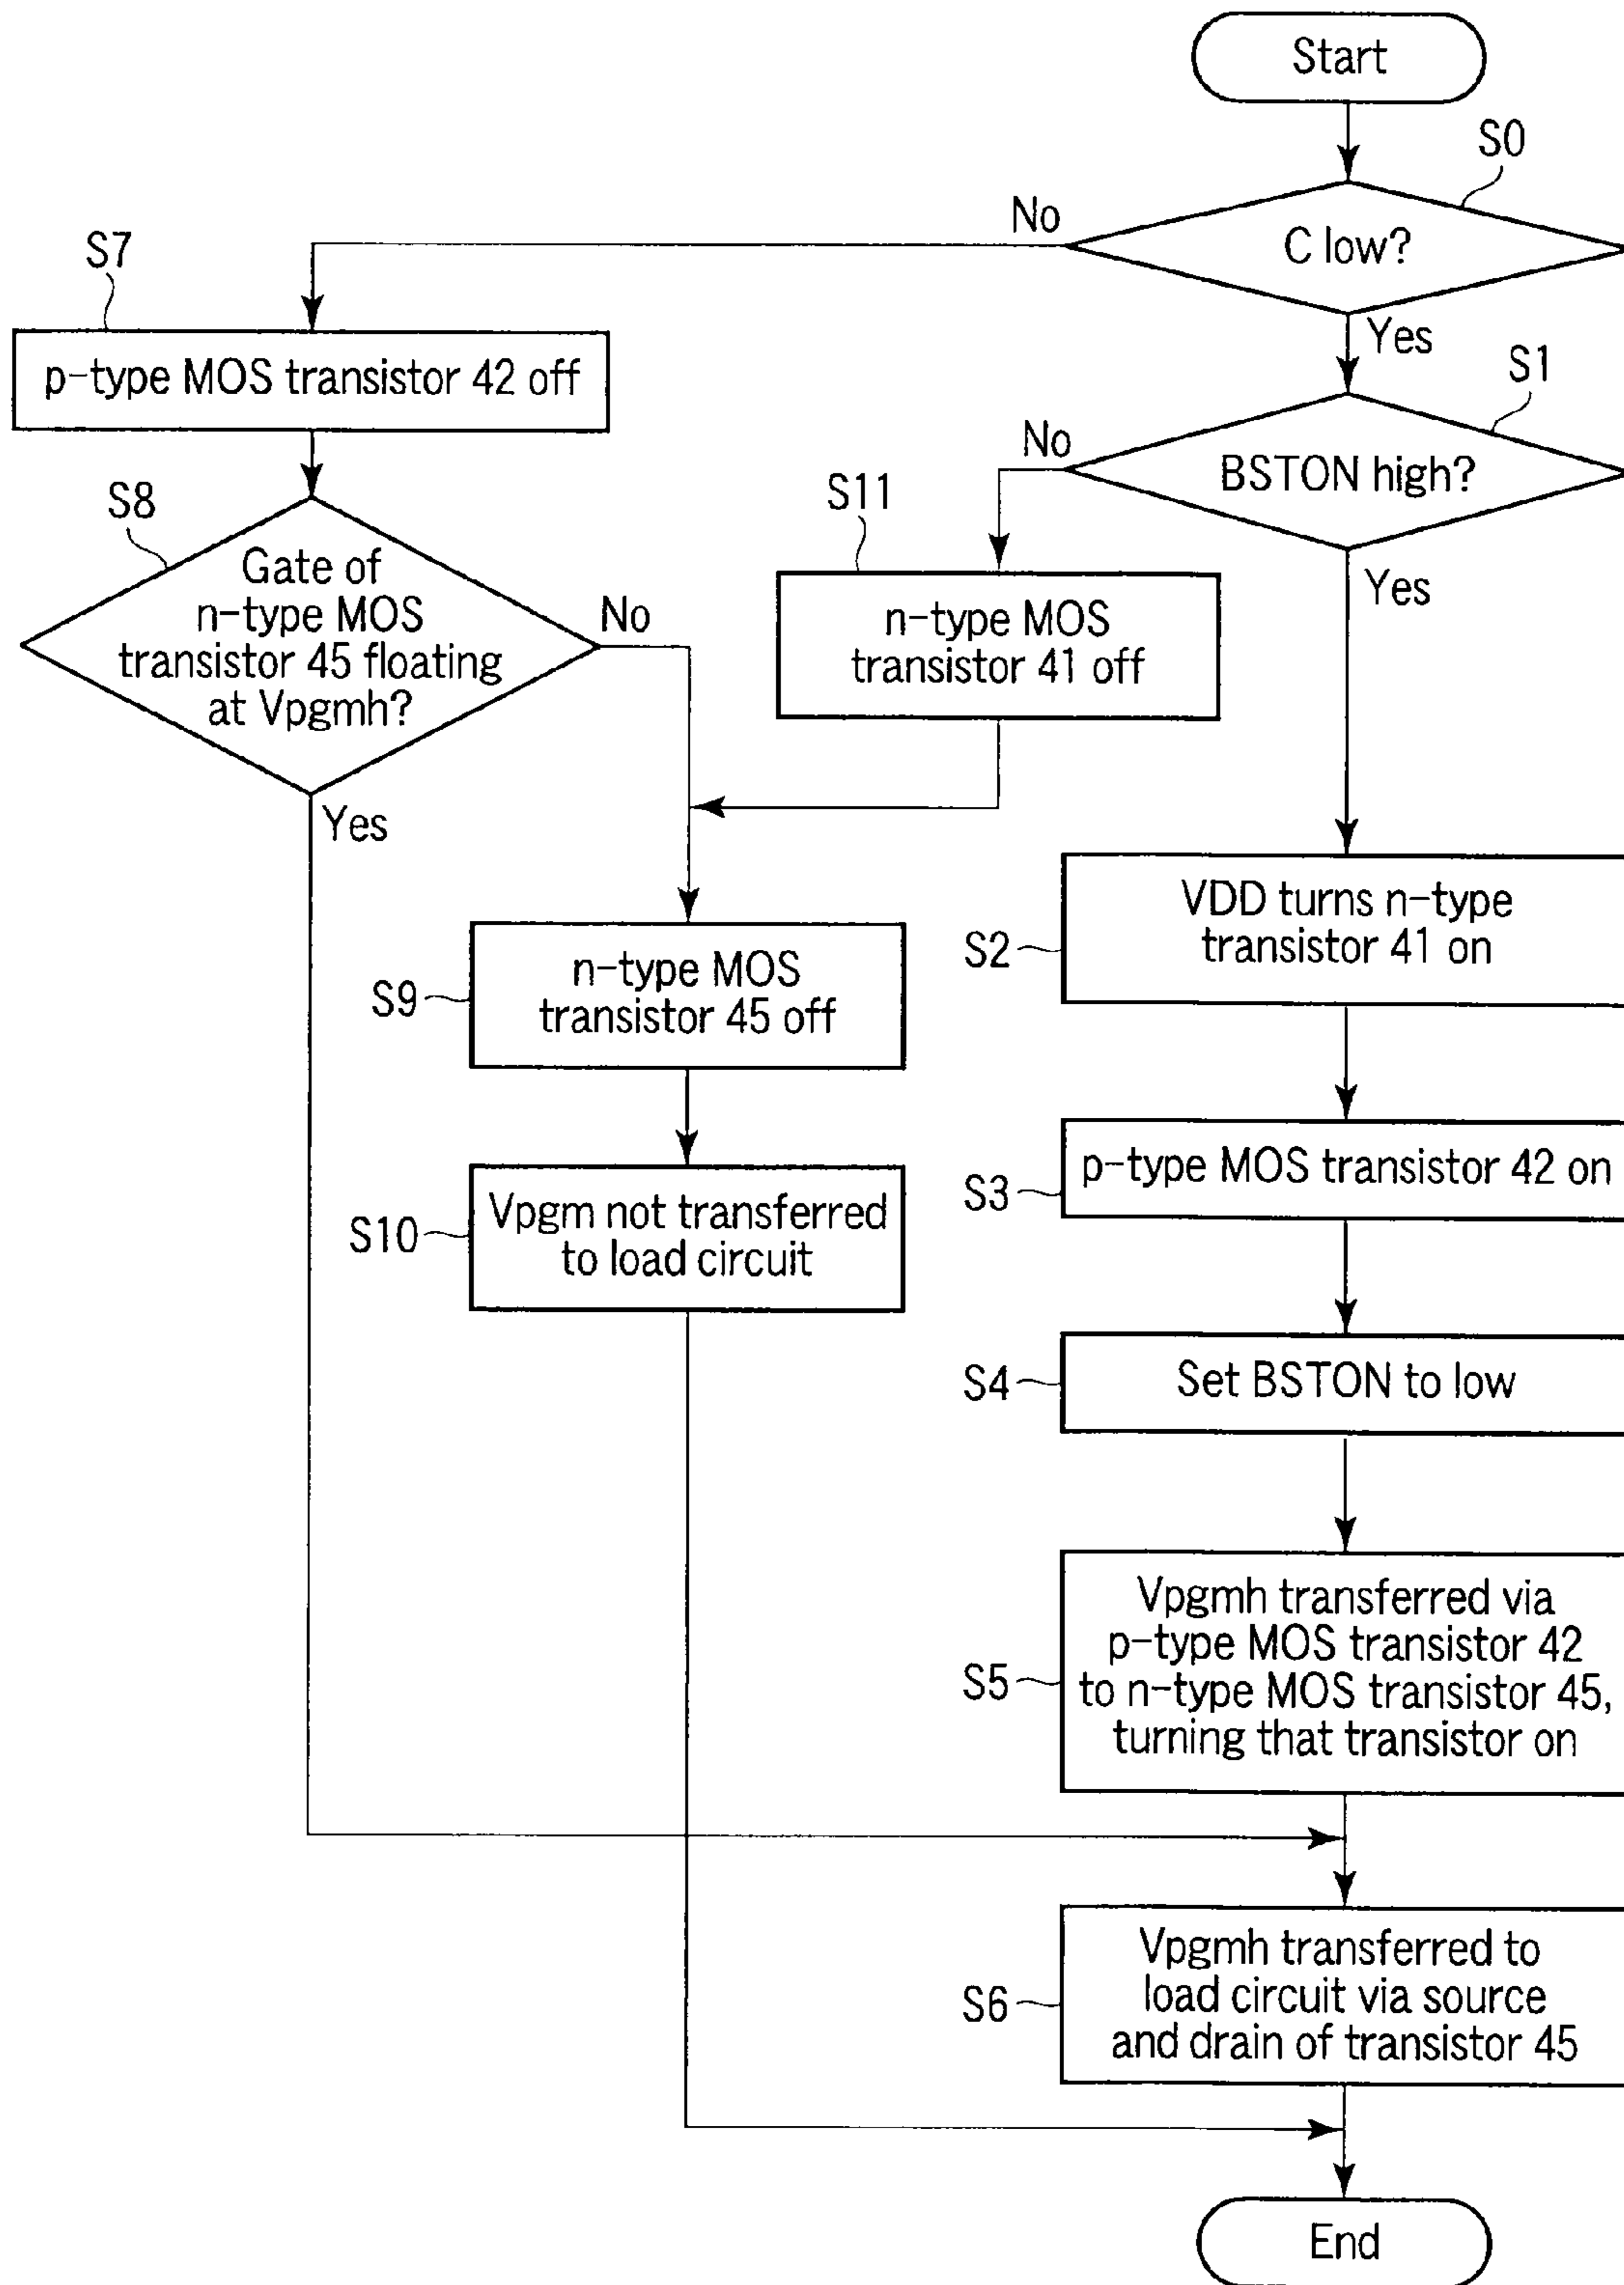 Start
S0
C low?
No
Yes
S7
p-type MOS transistor 42 off
S1
BSTON high?
No
Yes
S8
Gate of
n-type MOS
transistor 45 floating
at Vpgmh?
No
Yes
S11
n-type MOS
transistor 41 off
S2
VDD turns n-type
transistor 41 on
S9
n-type MOS
transistor 45 off
S3
p-type MOS transistor 42 on
S10
Vpgm not transferred
to load circuit
S4
Set BSTON to low
S5
Vpgmh transferred via
p-type MOS transistor 42
to n-type MOS transistor 45,
turning that transistor on
S6
Vpgmh transferred to
load circuit via source
and drain of transistor 45
End